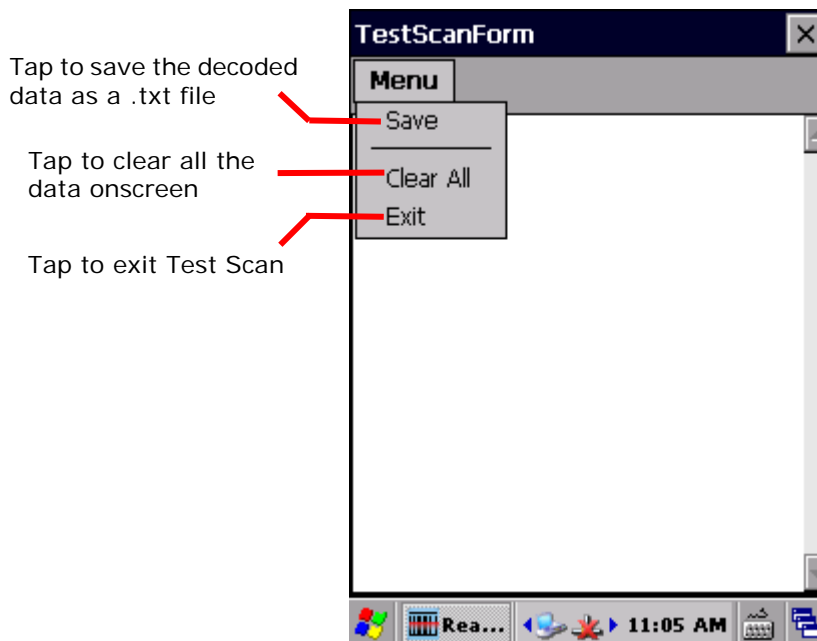 TestScanForm
Menu
Tap to save the decoded
data as a .txt file
Save
Tap to clear all the
data onscreen
Clear All
Exit
Tap to exit Test Scan
Rea... 11:05 AM